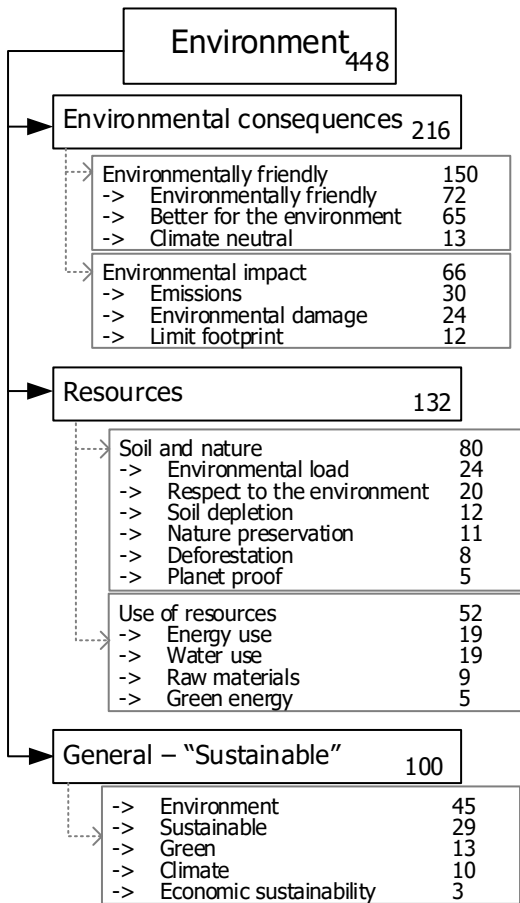 Environment
448
Environmental consequences 216
Environmentally friendly 150
-> Environmentally friendly 72
-> Better for the environment 65
-> Climate neutral 13
Environmental impact 66
-> Emissions 30
-> Environmental damage 24
-> Limit footprint 12
Resources 132
Soil and nature 80
-> Environmental load 24
-> Respect to the environment 20
-> Soil depletion 12
-> Nature preservation 11
-> Deforestation 8
-> Planet proof 5
Use of resources 52
-> Energy use 19
-> Water use 19
-> Raw materials 9
-> Green energy 5
General – “Sustainable” 100
-> Environment 45
-> Sustainable 29
-> Green 13
-> Climate 10
-> Economic sustainability 3